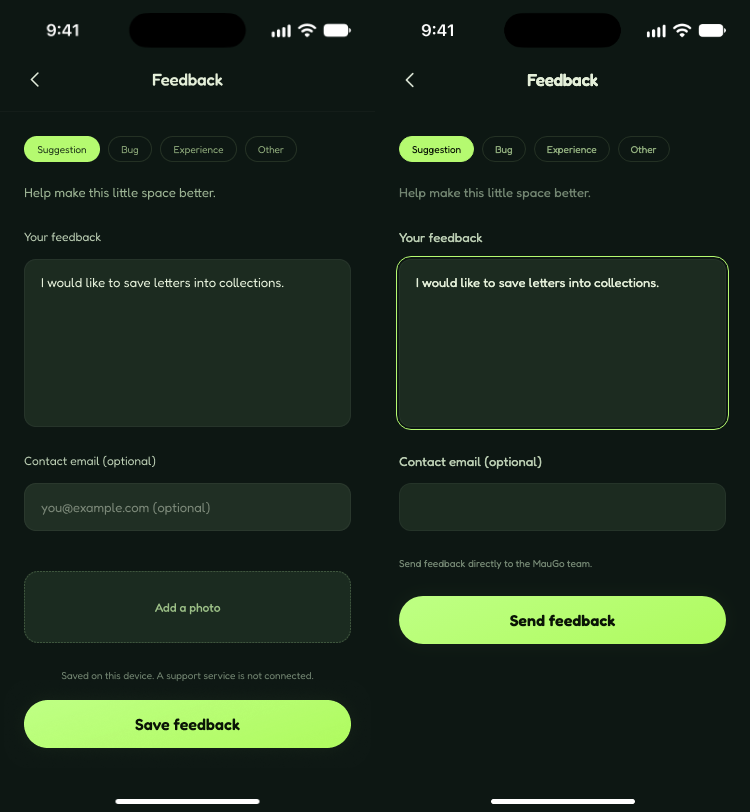 9:41
Feedback
Suggestion
Bug
Experience
Other
Help make this little space better.
Your feedback
I would like to save letters into collections.
Contact email (optional)
you@example.com (optional)
Add a photo
Saved on this device. A support service is not connected.
Save feedback
9:41
Feedback
Suggestion
Bug
Experience
Other
Help make this little space better.
Your feedback
I would like to save letters into collections.
Contact email (optional)
Send feedback directly to the MauGo team.
Send feedback